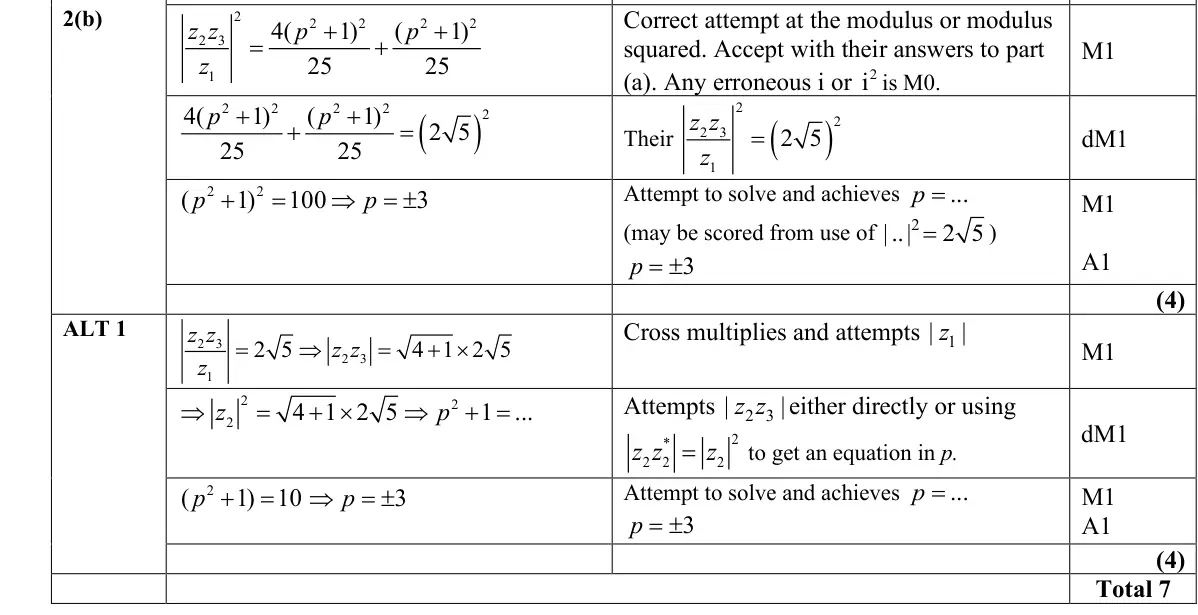 2(b)
|z₂z₃/z₁|² = 4(p² +1)²/25 + (p² +1)²/25
Correct attempt at the modulus or modulus
squared. Accept with their answers to part
(a). Any erroneous i or i² is M0.
M1
4(p² +1)²/25 + (p² +1)²/25 = (2√5)²
Their |z₂z₃/z₁|² = (2√5)²
dM1
(p² +1)² = 100 ⇒ p = ±3
Attempt to solve and achieves p = ...
(may be scored from use of |..|² = 2√5 )
p = ±3
M1
A1
(4)
ALT 1
|z₂z₃/z₁| = 2√5 ⇒ |z₂z₃| = √(4+1) × 2√5
Cross multiplies and attempts | z₁ |
M1
⇒ |z₂|² = √(4+1) × 2√5 ⇒ p² +1 = ...
Attempts | z₂z₃ | either directly or using
|z₂z₂*| = |z₂|² to get an equation in p.
dM1
(p² +1) = 10 ⇒ p = ±3
Attempt to solve and achieves p = ...
p = ±3
M1
A1
(4)
Total 7